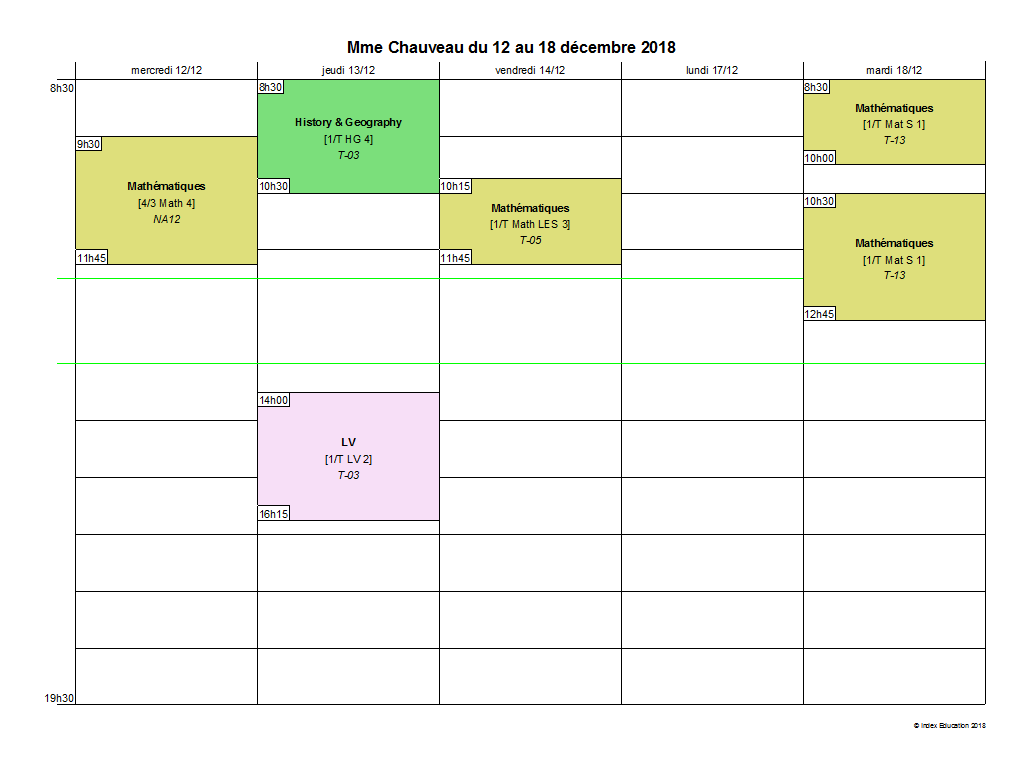 Mme Chauveau du 12 au 18 décembre 2018
mercredi 12/12
jeudi 13/12
vendredi 14/12
lundi 17/12
mardi 18/12
8h30
19h30
9h30
Mathématiques
[4/3 Math 4]
NA12
11h45
8h30
History & Geography
[1/T HG 4]
T-03
10h30
14h00
LV
[1/T LV 2]
T-03
16h15
10h15
Mathématiques
[1/T Math LES 3]
T-05
11h45
8h30
Mathématiques
[1/T Mat S 1]
T-13
10h00
10h30
Mathématiques
[1/T Mat S 1]
T-13
12h45
© Index Education 2018